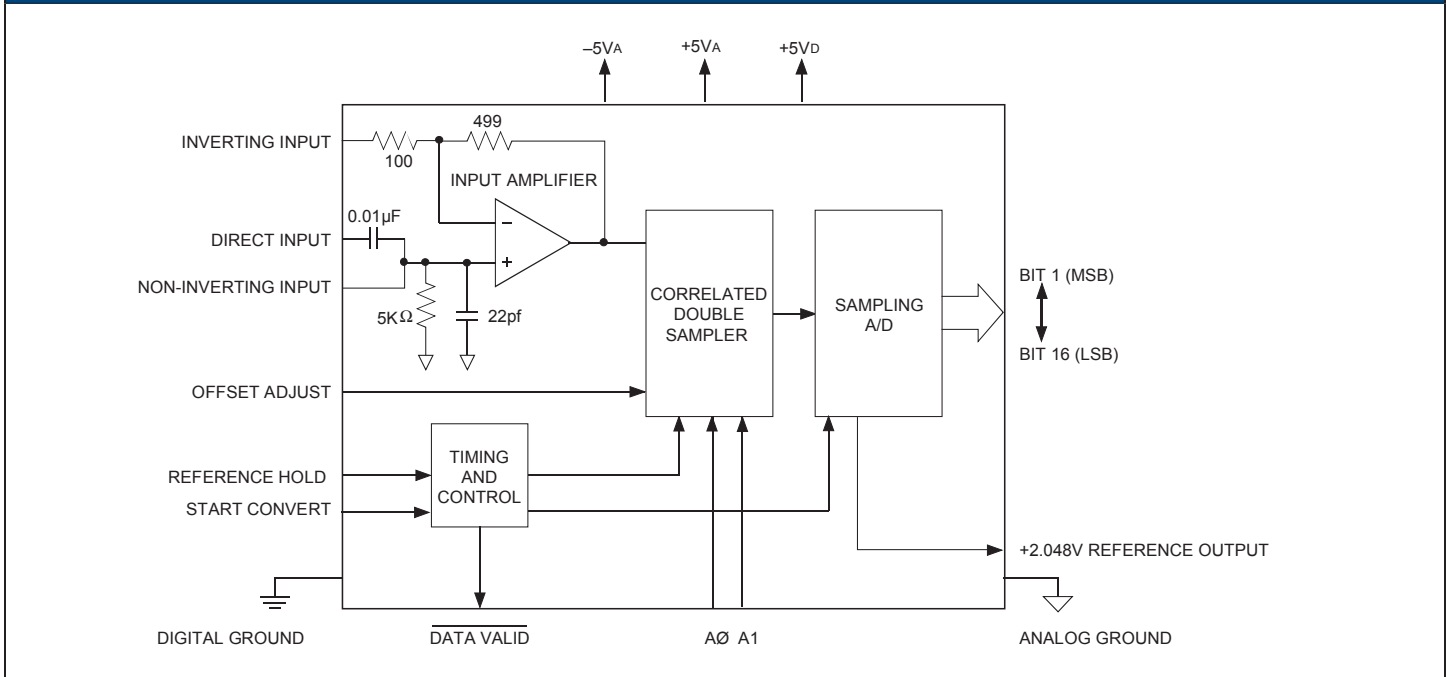 –5VA
+5VA
+5VD
INVERTING INPUT
100
499
INPUT AMPLIFIER
0.01µF
DIRECT INPUT
–
+
NON-INVERTING INPUT
5KΩ
22pf
CORRELATED
DOUBLE
SAMPLER
SAMPLING
A/D
BIT 1 (MSB)
BIT 16 (LSB)
OFFSET ADJUST
REFERENCE HOLD
START CONVERT
TIMING
AND
CONTROL
+2.048V REFERENCE OUTPUT
DIGITAL GROUND
DATA VALID
AØ A1
ANALOG GROUND